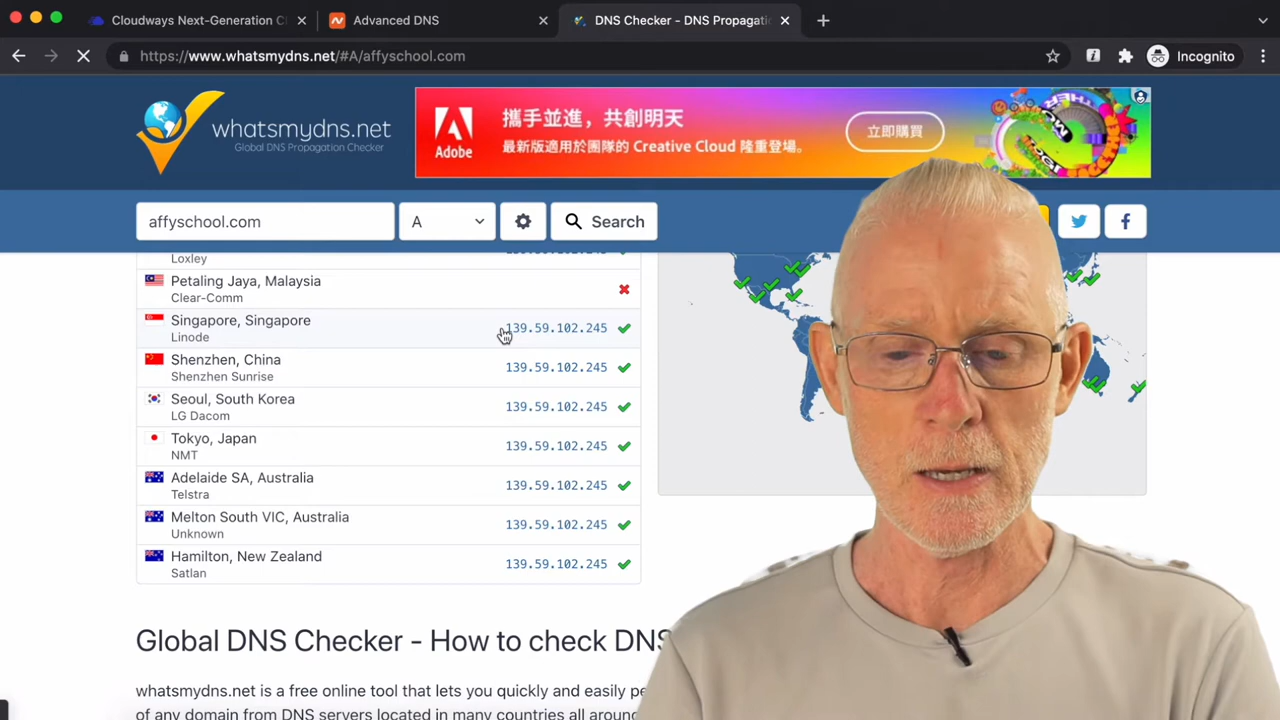 Cloudways Next-Generation C
Advanced DNS
DNS Checker - DNS Propagati
https://www.whatsmydns.net/#A/affyschool.com
Incognito
whatsmydns.net
Global DNS Propagation Checker
Adobe
攜手並進，共創明天
最新版適用於團隊的 Creative Cloud 隆重登場。
立即購買
affyschool.com
A
Search
Loxley
Petaling Jaya, Malaysia
Clear-Comm
Singapore, Singapore
139.59.102.245
Linode
Shenzhen, China
139.59.102.245
Shenzhen Sunrise
Seoul, South Korea
139.59.102.245
LG Dacom
Tokyo, Japan
139.59.102.245
NMT
Adelaide SA, Australia
139.59.102.245
Telstra
Melton South VIC, Australia
139.59.102.245
Unknown
Hamilton, New Zealand
139.59.102.245
Satlan
Global DNS Checker - How to check DNS
whatsmydns.net is a free online tool that lets you quickly and easily pe
of any domain from DNS servers located in many countries all around